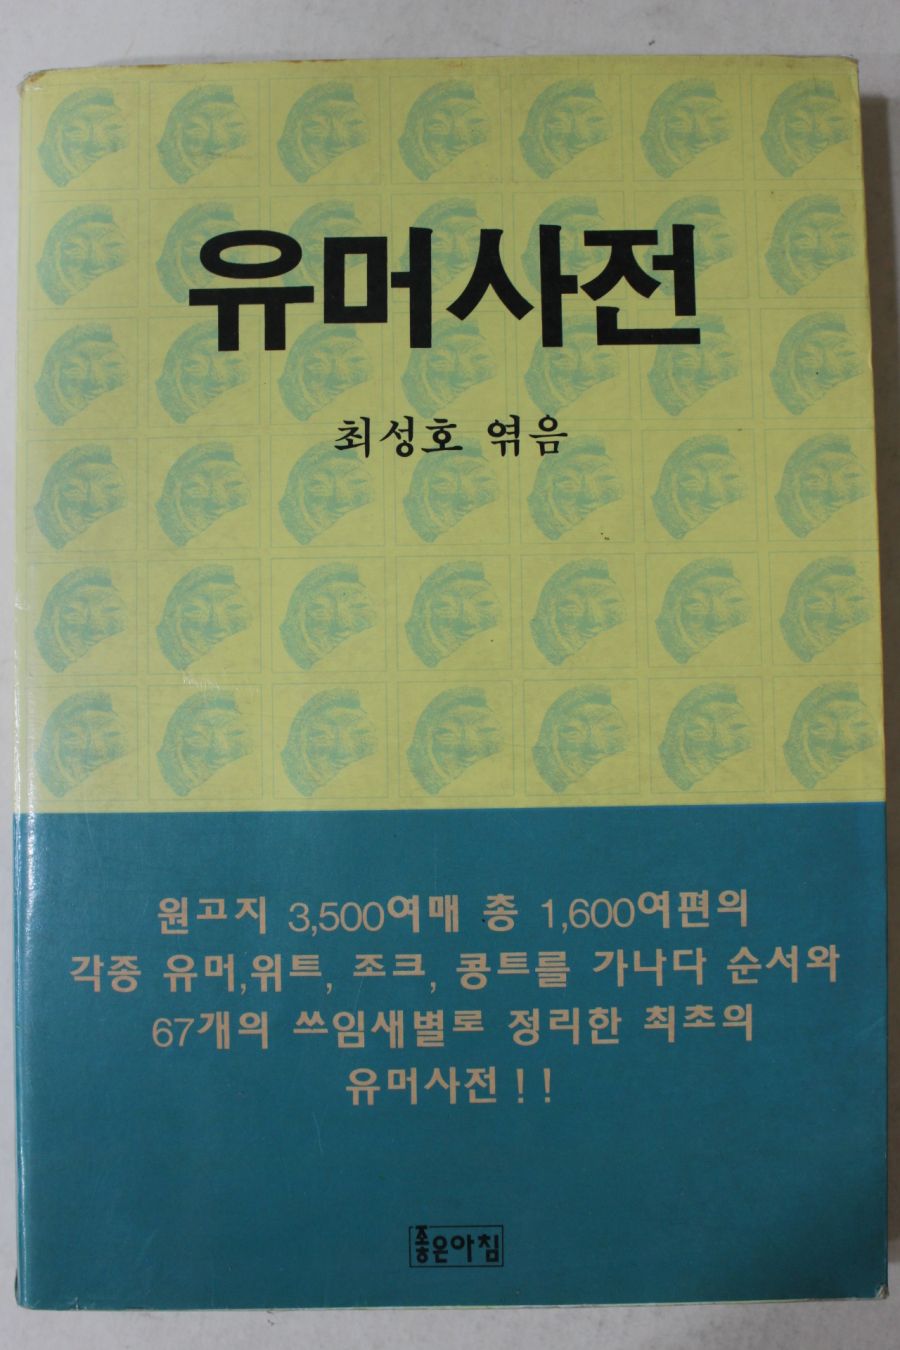 유머사전
최성호 엮음
원고지 3,500여매 총 1,600여편의
각종 유머,위트, 조크, 콩트를 가나다 순서와
67개의 쓰임새별로 정리한 최초의
유머사전!!
좋은아침